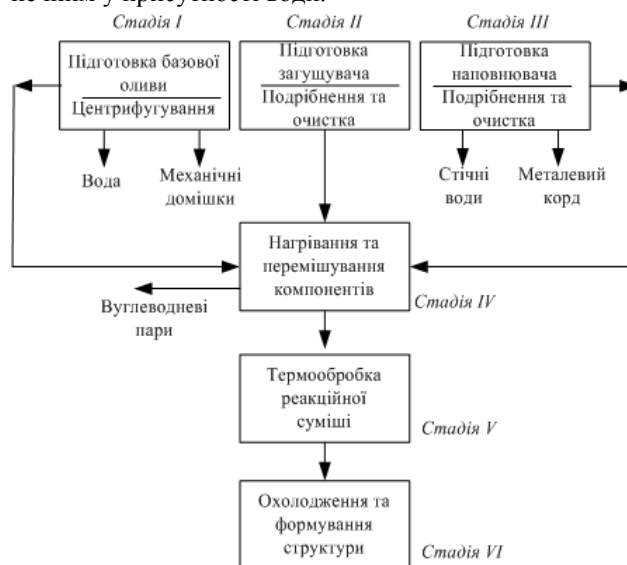 Стадія I
Стадія II
Стадія III
Підготовка базової
оливи
Центрифугування
Підготовка
загущувача
Подрібнення та
очистка
Підготовка
наповнювача
Подрібнення та
очистка
Вода
Механічні
домішки
Стічні
води
Металевий
корд
Нагрівання та
перемішування
компонентів
Стадія IV
Вуглеводневі
пари
Термообробка
реакційної
суміші
Стадія V
Охолодження та
формування
структури
Стадія VI